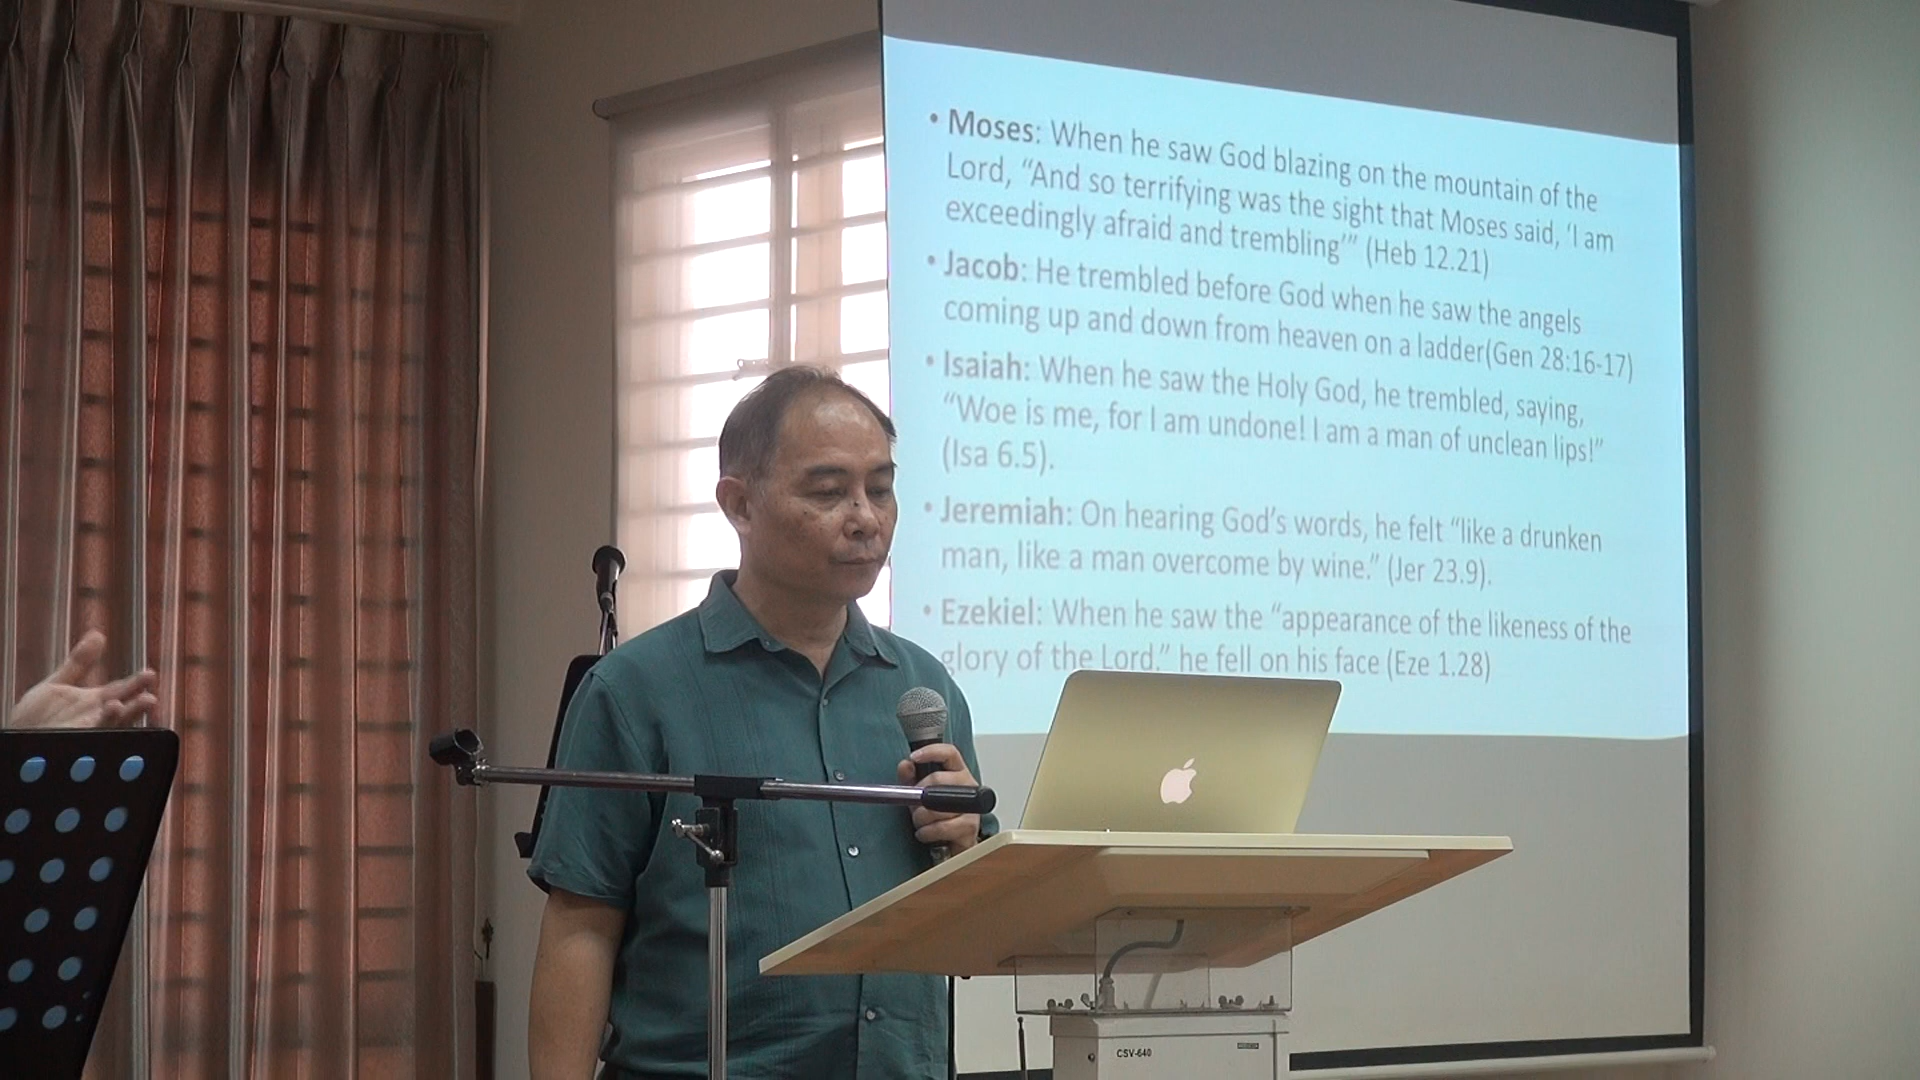 • Moses: When he saw God blazing on the mountain of the
Lord, “And so terrifying was the sight that Moses said, ‘I am
exceedingly afraid and trembling’” (Heb 12.21)
• Jacob: He trembled before God when he saw the angels
coming up and down from heaven on a ladder(Gen 28:16-17)
• Isaiah: When he saw the Holy God, he trembled, saying,
“Woe is me, for I am undone! I am a man of unclean lips!”
(Isa 6.5).
• Jeremiah: On hearing God’s words, he felt “like a drunken
man, like a man overcome by wine.” (Jer 23.9).
• Ezekiel: When he saw the “appearance of the likeness of the
glory of the Lord,” he fell on his face (Eze 1.28)
CSV-640